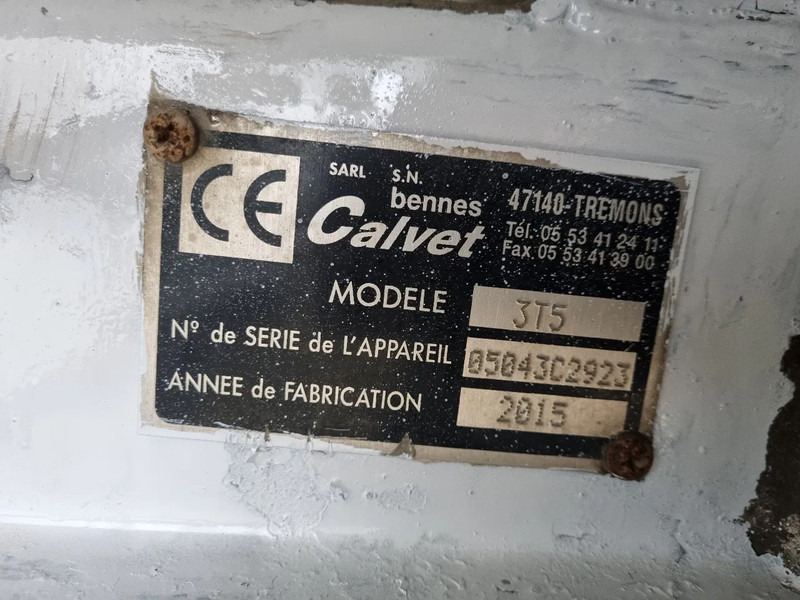 CE
SARL S.N.
bennes
Calvet
47140-TREMONS
Tél. 05 53 41 24 11
Fax 05 53 41 39 00
MODELE 3T5
Nº de SERIE de L'APPAREIL 05043C2923
ANNEE de FABRICATION 2015